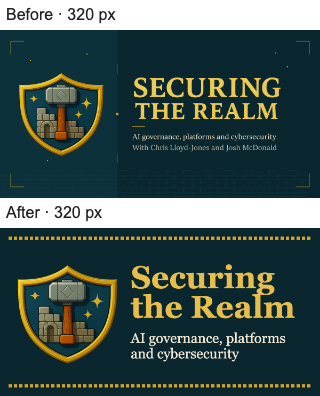 Before · 320 px
SECURING
THE REALM
AI governance, platforms and cybersecurity
With Chris Lloyd-Jones and Josh McDonald
After · 320 px
Securing
the Realm
AI governance, platforms
and cybersecurity